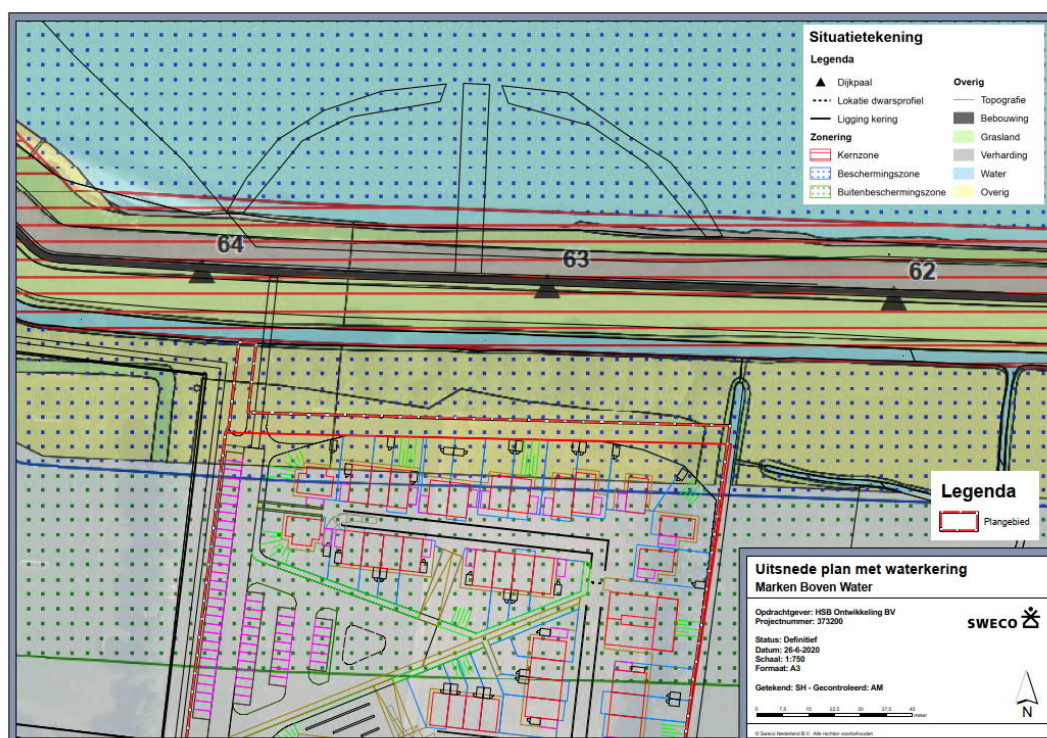 Situatietekening
Legenda
Dijkpaal
Lokatie dwarsprofiel
Ligging kering
Zonering
Kernzone
Beschermingszone
Buitenbeschermingszone
Overig
Topografie
Bebouwing
Grasland
Verharding
Water
Overig
64
63
62
Legenda
Plangebied
Uitsnede plan met waterkering
Marken Boven Water
Opdrachtgever: HSB Ontwikkeling BV
Projectnummer: 373200
SWECO
Status: Definitief
Datum: 26-6-2020
Schaal: 1:750
Formaat: A3
Getekend: SH - Gecontroleerd: AM
0 7,5 15 22,5 30 37,5 45
meter
N
© Sweco Nederland B.V. Alle rechten voorbehouden